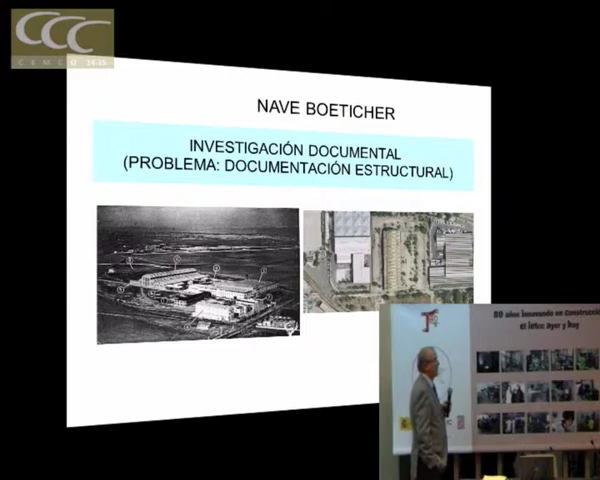 CCC
CEMCO
NAVE BOETICHER
INVESTIGACIÓN DOCUMENTAL
(PROBLEMA: DOCUMENTACIÓN ESTRUCTURAL)
80 años innovando en Construcción
El IETcc ayer y hoy